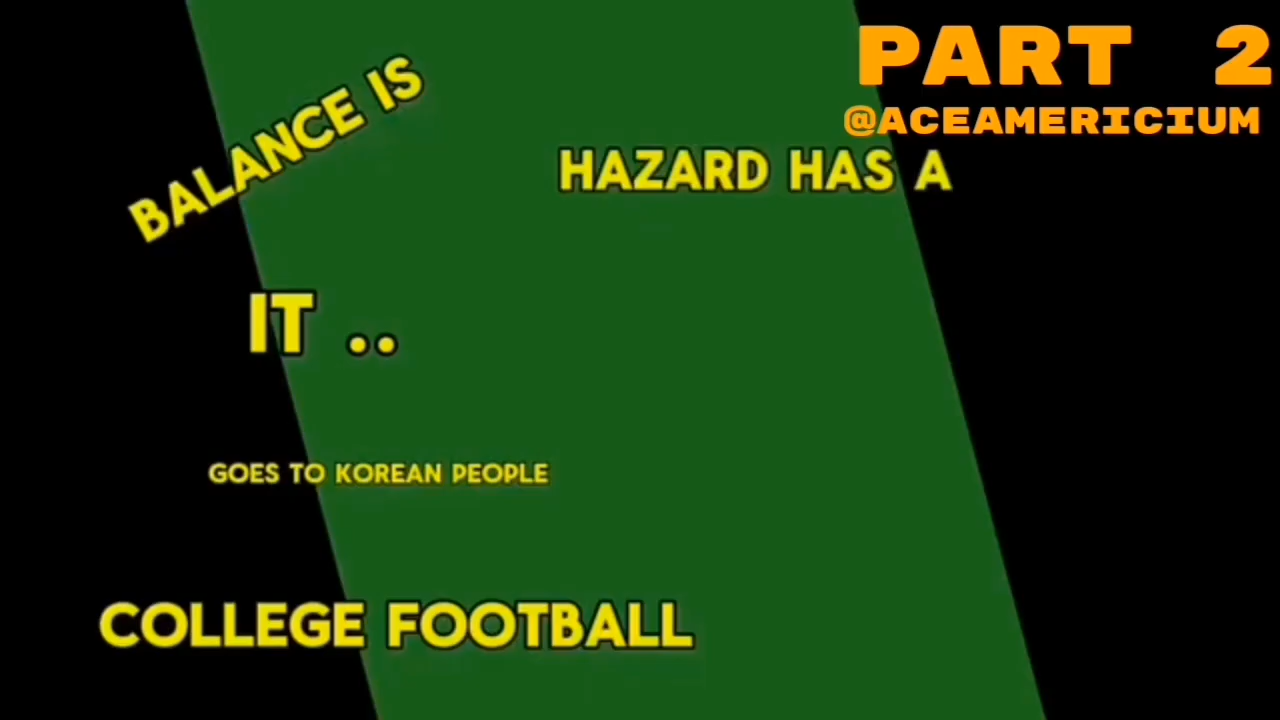 PART 2
@ACEAMERICIUM
BALANCE IS
HAZARD HAS A
IT ..
GOES TO KOREAN PEOPLE
COLLEGE FOOTBALL